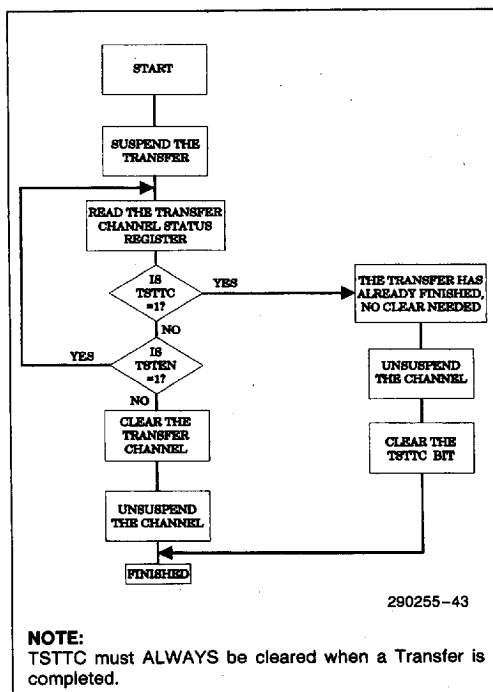 START
SUSPEND THE
TRANSFER
READ THE TRANSFER
CHANNEL STATUS
REGISTER
IS
TSTTC
=1?
YES
THE TRANSFER HAS
ALREADY FINISHED,
NO CLEAR NEEDED
NO
YES
IS
TSTEN
=1?
UNSUSPEND
THE CHANNEL
NO
CLEAR THE
TRANSFER
CHANNEL
CLEAR THE
TSTTC BIT
UNSUSPEND
THE CHANNEL
FINISHED
290255-43
NOTE:
TSTTC must ALWAYS be cleared when a Transfer is
completed.